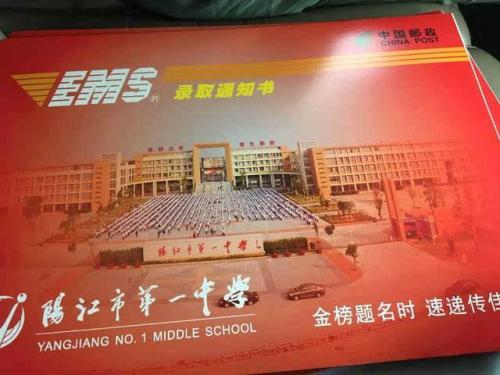 中国邮政
CHINA POST
EMS®
录取通知书
阳江市第一中学
陽江市第一中學
YANGJIANG NO. 1 MIDDLE SCHOOL
金榜题名时 速递传佳